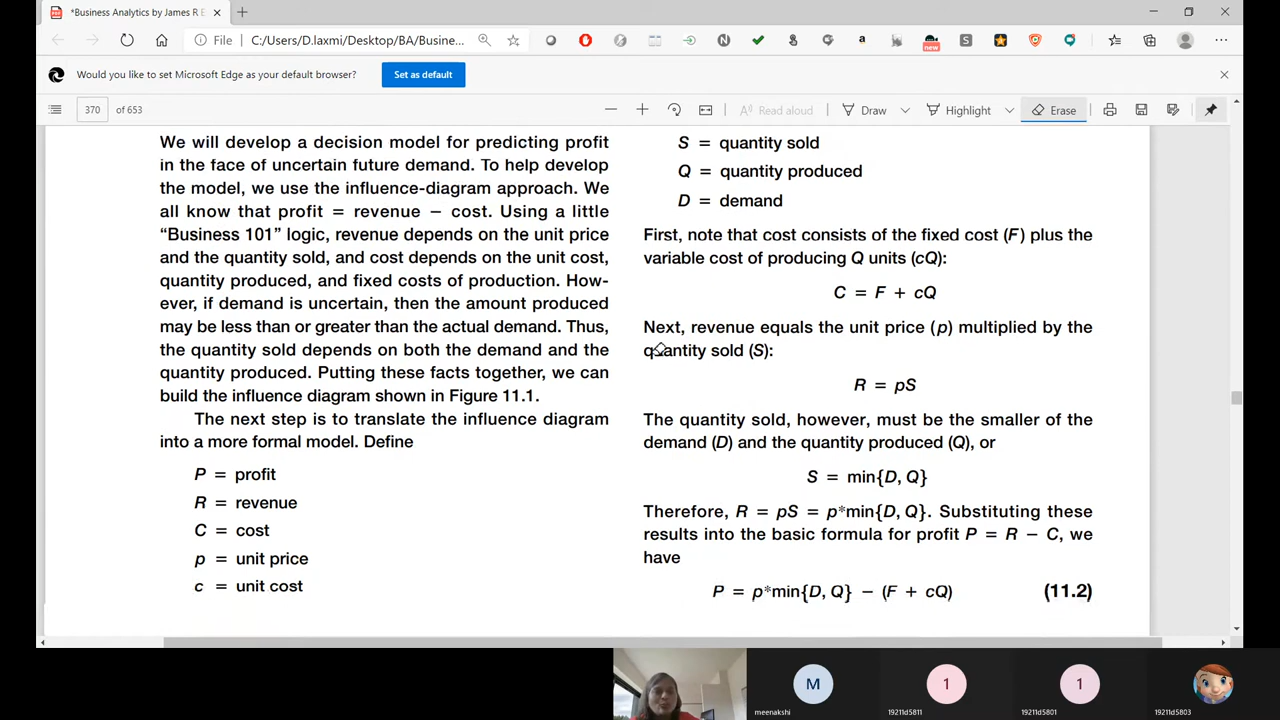 *Business Analytics by James R E
File
C:/Users/D.laxmi/Desktop/BA/Busine...
new
Would you like to set Microsoft Edge as your default browser?
Set as default
370 of 653
Read aloud
Draw
Highlight
Erase
We will develop a decision model for predicting profit
in the face of uncertain future demand. To help develop
the model, we use the influence-diagram approach. We
all know that profit = revenue − cost. Using a little
“Business 101” logic, revenue depends on the unit price
and the quantity sold, and cost depends on the unit cost,
quantity produced, and fixed costs of production. How-
ever, if demand is uncertain, then the amount produced
may be less than or greater than the actual demand. Thus,
the quantity sold depends on both the demand and the
quantity produced. Putting these facts together, we can
build the influence diagram shown in Figure 11.1.
The next step is to translate the influence diagram
into a more formal model. Define
P = profit
R = revenue
C = cost
p = unit price
c = unit cost
S = quantity sold
Q = quantity produced
D = demand
First, note that cost consists of the fixed cost (F) plus the
variable cost of producing Q units (cQ):
C = F + cQ
Next, revenue equals the unit price (p) multiplied by the
quantity sold (S):
R = pS
The quantity sold, however, must be the smaller of the
demand (D) and the quantity produced (Q), or
S = min{D, Q}
Therefore, R = pS = p*min{D, Q}. Substituting these
results into the basic formula for profit P = R − C, we
have
P = p*min{D, Q} − (F + cQ) (11.2)
M
meenakshi
1
19211d5811
1
19211d5801
19211d5803